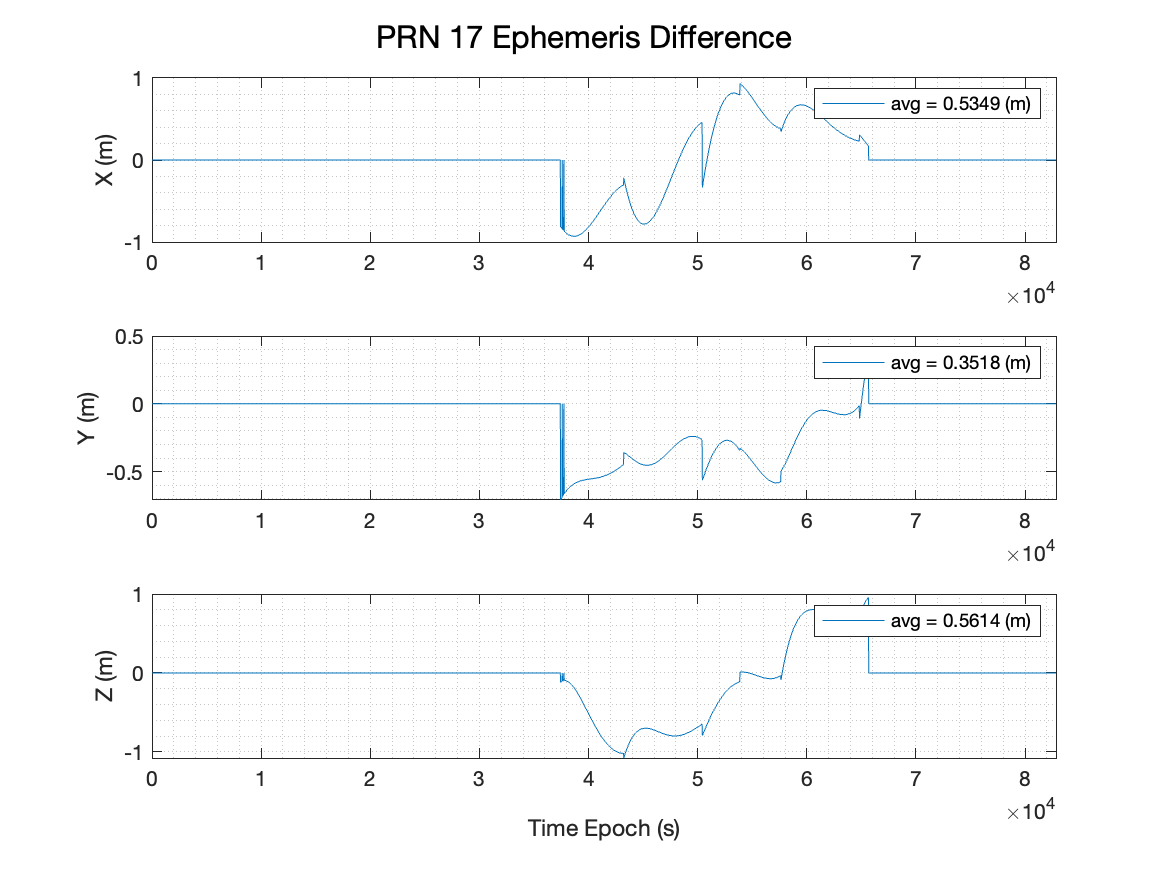 PRN 17 Ephemeris Difference
1
0
-1
X (m)
avg = 0.5349 (m)
0 1 2 3 4 5 6 7 8
×10^4
0.5
0
-0.5
Y (m)
avg = 0.3518 (m)
0 1 2 3 4 5 6 7 8
×10^4
1
0
-1
Z (m)
avg = 0.5614 (m)
0 1 2 3 4 5 6 7 8
×10^4
Time Epoch (s)